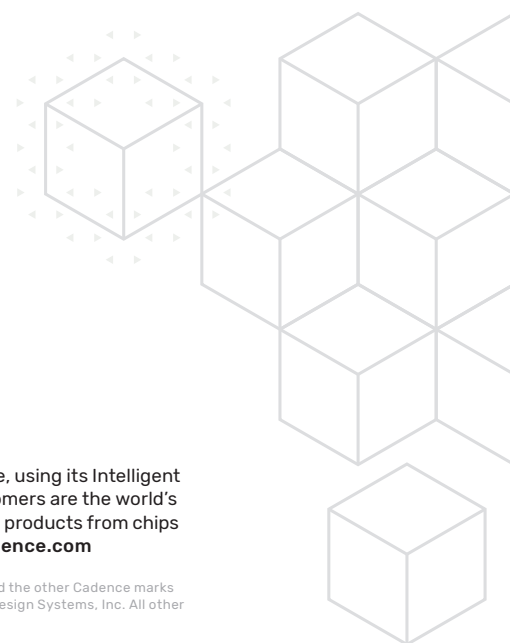 e, using its Intelligent
omers are the world's
products from chips
ence.com
d the other Cadence marks
esign Systems, Inc. All other